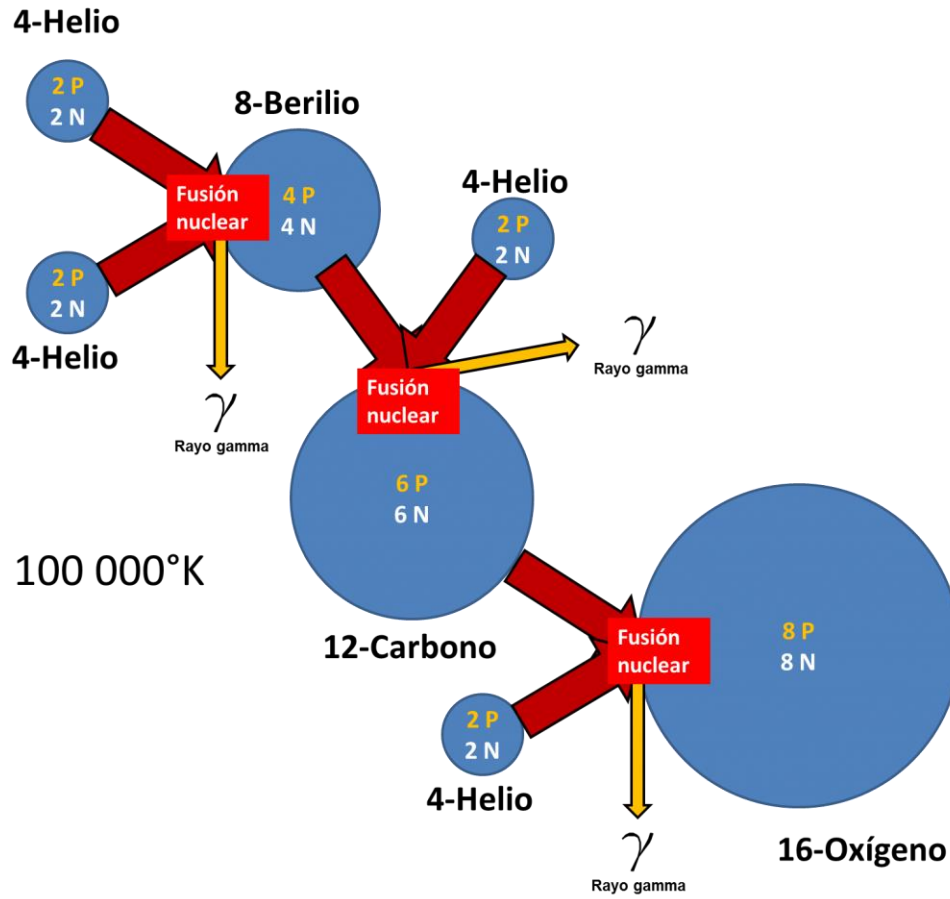 4-Helio
2 P
2 N
8-Berilio
Fusión
nuclear
4 P
4 N
4-Helio
2 P
2 N
2 P
2 N
4-Helio
γ
Rayo gamma
γ
Rayo gamma
Fusión
nuclear
6 P
6 N
100 000°K
12-Carbono
Fusión
nuclear
8 P
8 N
2 P
2 N
4-Helio
γ
Rayo gamma
16-Oxígeno